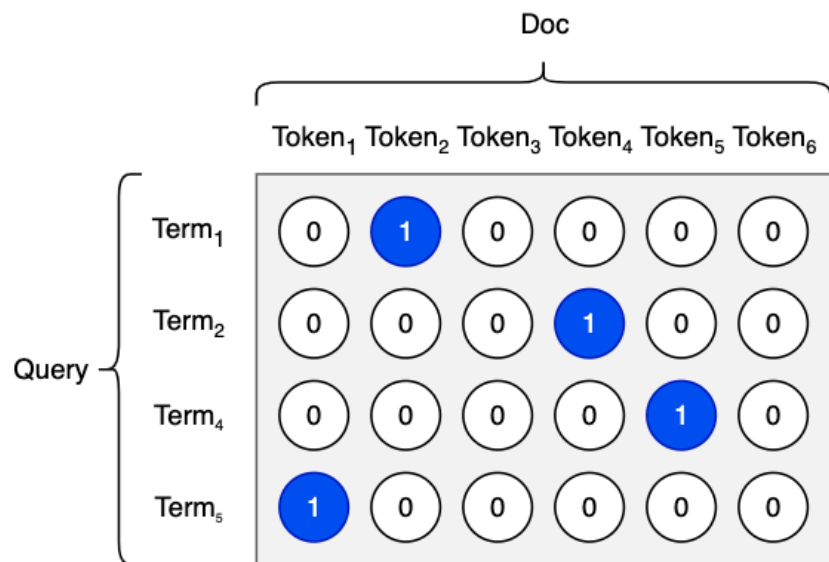 Doc
Token₁ Token₂ Token₃ Token₄ Token₅ Token₆
Term₁ 0 1 0 0 0 0
Term₂ 0 0 0 1 0 0
Query
Term₄ 0 0 0 0 1 0
Term₅ 1 0 0 0 0 0